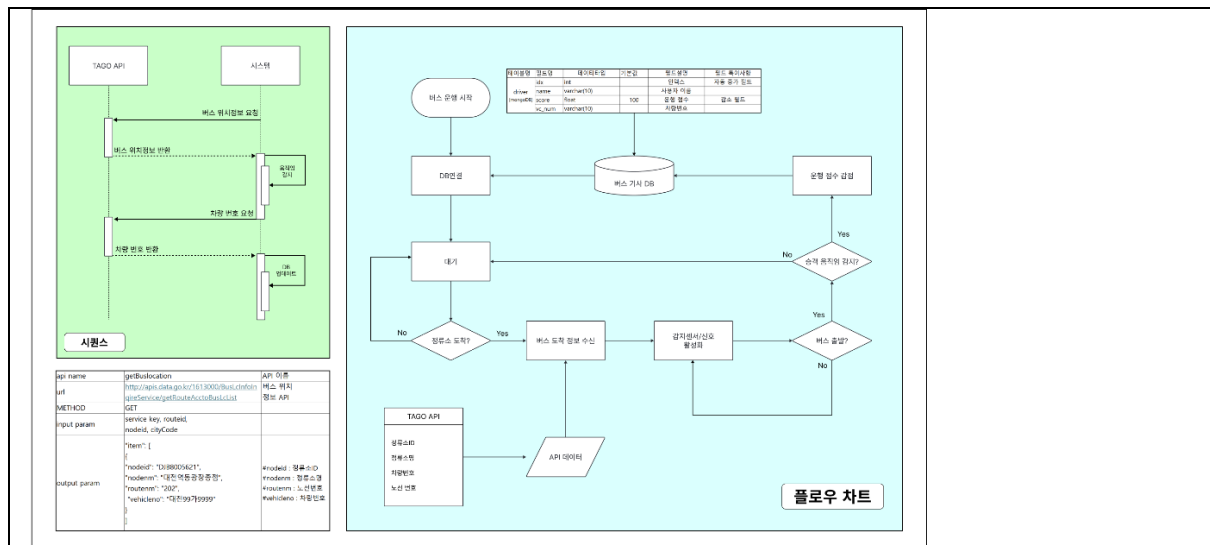 TAGO API
시스템
버스 위치정보 요청
버스 위치정보 반환
움직임
감지
차량 번호 요청
차량 번호 반환
DB
업데이트
시퀀스
api name getBuslocation API 이름
url http://apis.data.go.kr/1613000/BusLcInfoIn 버스 위치
qireService/getRouteAcctoBusLcList 정보 API
METHOD GET
input param service key, routeid,
nodeid, cityCode
output param
"item": [
{
"nodeid": "DJB8005621", #nodeid : 정류소ID
"nodenm": "대전역동광장종점", #nodenm : 정류소명
"routenm": "202", #routenm : 노선번호
"vehicleno": "대전99가9999" #vehicleno : 차량번호
}
]
테이블명 필드명 데이터타입 기본값 필드설명 필드 특이사항
idx int 인덱스 자동 증가 필드
driver name varchar(10) 사용자 이름
score float 100 운행 점수 감소 필드
vc_num varchar(10) 차량번호
버스 운행 시작
DB연결
버스 기사 DB
운행 점수 감점
Yes
대기
No
승객 움직임 감지?
Yes
No
정류소 도착?
Yes
버스 도착 정보 수신
감지센서/신호
활성화
버스 출발?
No
TAGO API
정류소ID
정류소명
차량번호
노선 번호
API 데이터
플로우 차트